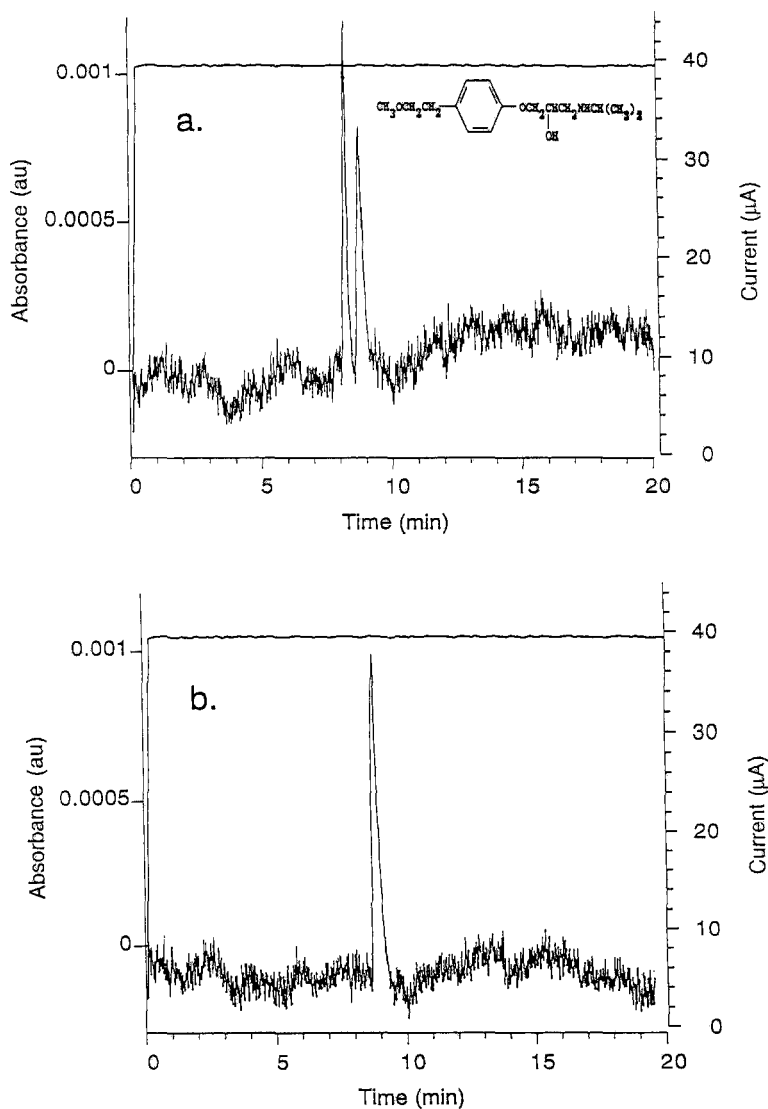 0.001
40
a.
CH₃OCH₂CH₂
OCH₂CHCH₂NHCH(CH₃)₂
OH
30
Absorbance (au)
0.0005
Current (μA)
20
0
10
0
0 5 10 15 20
Time (min)
0.001
40
b.
30
Absorbance (au)
0.0005
Current (μA)
20
0
10
0
0 5 10 15 20
Time (min)